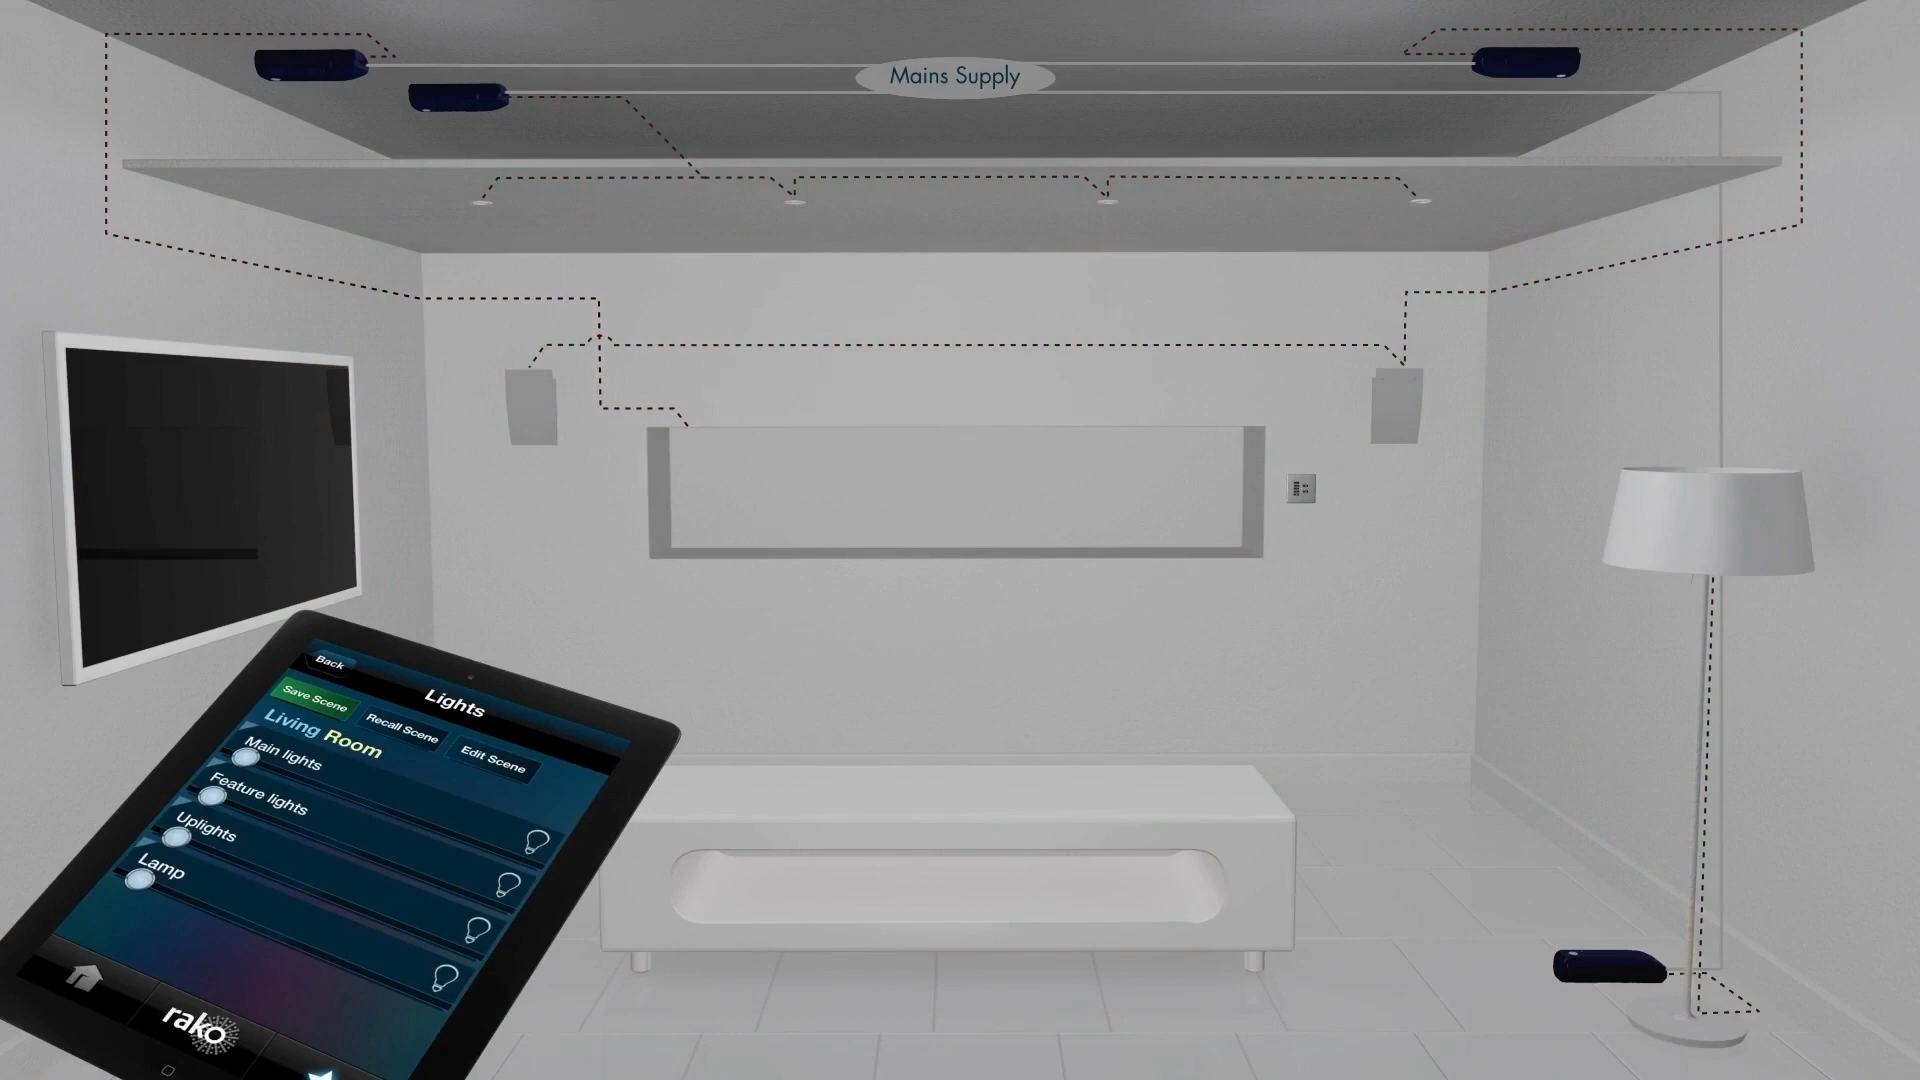 Mains Supply
Back
Lights
Save Scene
Recall Scene
Edit Scene
Living Room
Main lights
Feature lights
Uplights
Lamp
rako